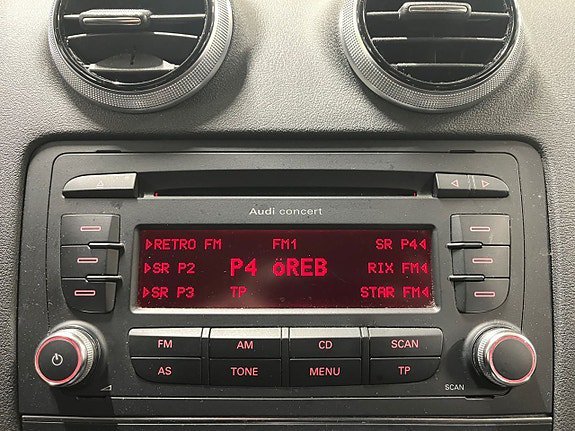 Audi concert
RETRO FM FM1 SR P4
SR P2 P4 öREB RIX FM
SR P3 TP STAR FM
FM AM CD SCAN
AS TONE MENU TP
SCAN